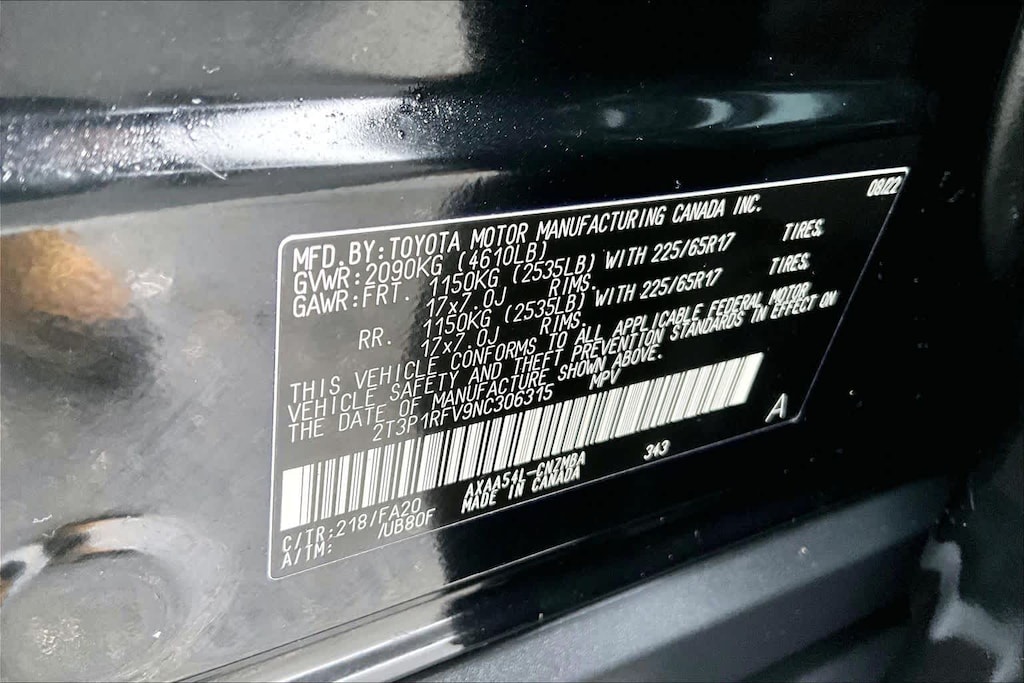 08/22
MFD. BY: TOYOTA MOTOR MANUFACTURING CANADA INC.
GVWR: 2090KG (4610LB)
GAWR: FRT. 1150KG (2535LB) WITH 225/65R17 TIRES,
17x7.0J RIMS,
RR. 1150KG (2535LB) WITH 225/65R17 TIRES,
17x7.0J RIMS,
THIS VEHICLE CONFORMS TO ALL APPLICABLE FEDERAL MOTOR
VEHICLE SAFETY AND THEFT PREVENTION STANDARDS IN EFFECT ON
THE DATE OF MANUFACTURE SHOWN ABOVE.
2T3P1RFV9NC306315 MPV
A
C/TR: 218/FA20 AXAA54L-CNZMBA 343
A/TM: /UB80F MADE IN CANADA